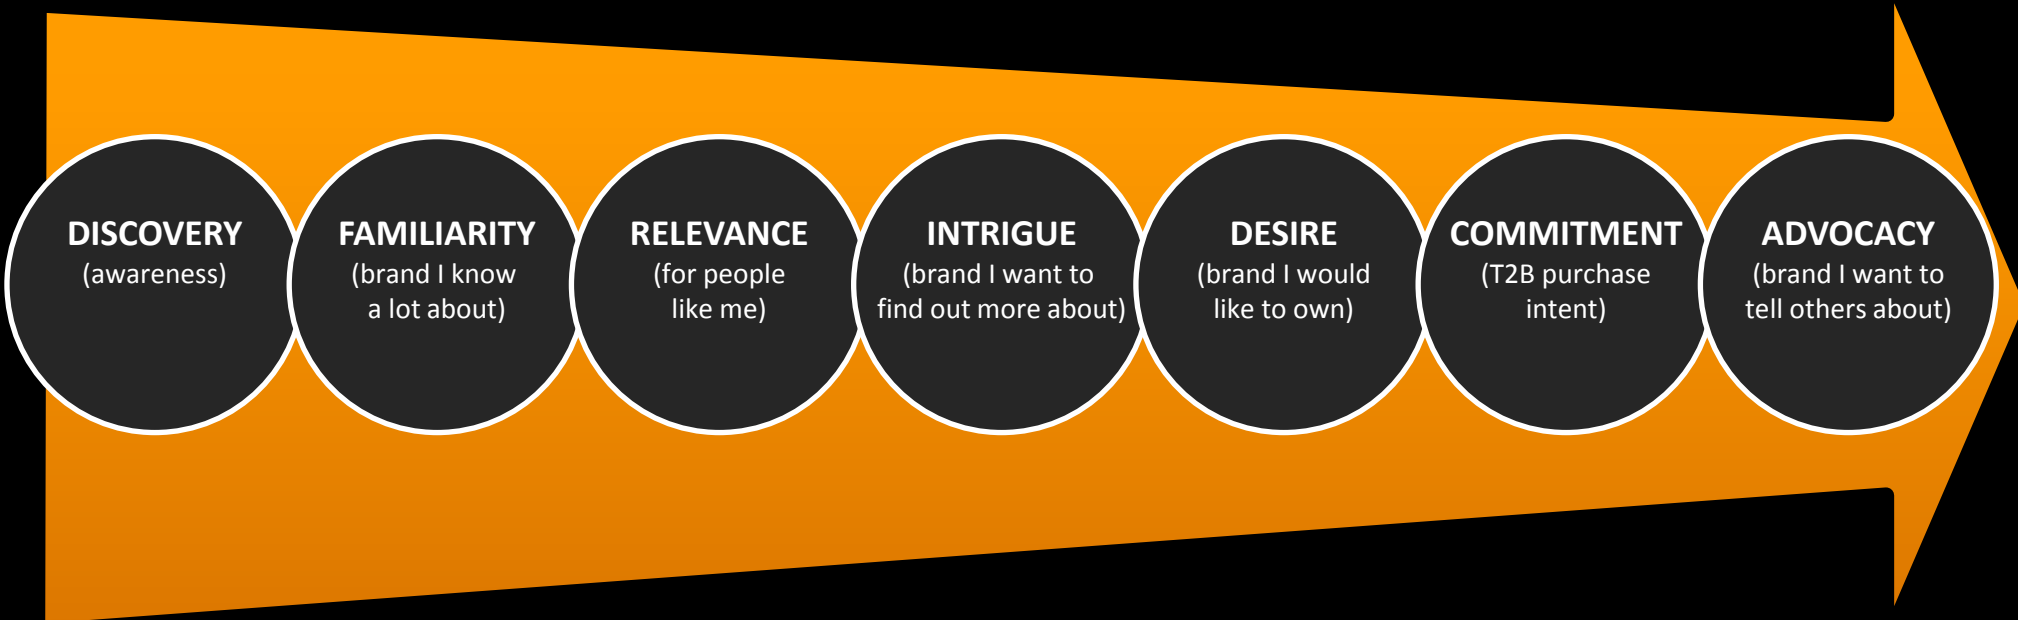 DISCOVERY
(awareness)
FAMILIARITY
(brand I know
a lot about)
RELEVANCE
(for people
like me)
INTRIGUE
(brand I want to
find out more about)
DESIRE
(brand I would
like to own)
COMMITMENT
(T2B purchase
intent)
ADVOCACY
(brand I want to
tell others about)